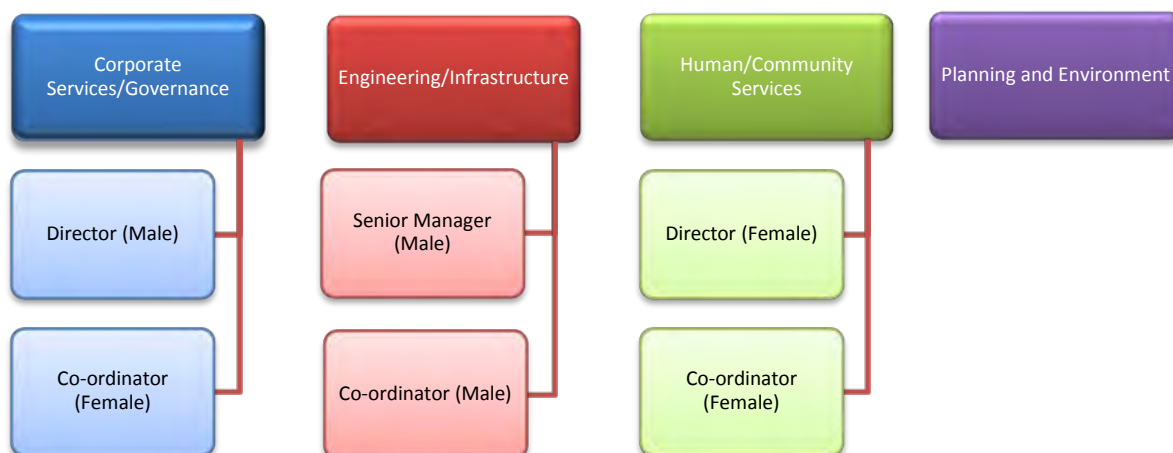 Corporate
Services/Governance
Engineering/Infrastructure
Human/Community
Services
Planning and Environment
Director (Male)
Senior Manager
(Male)
Director (Female)
Co-ordinator
(Female)
Co-ordinator (Male)
Co-ordinator
(Female)